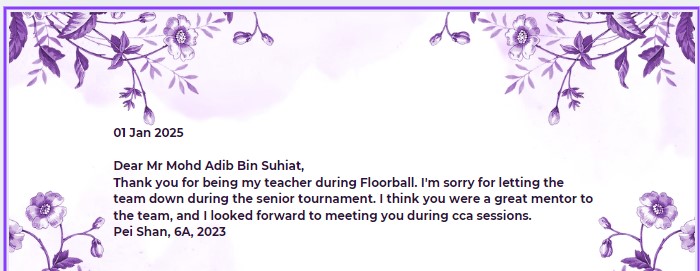 01 Jan 2025
Dear Mr Mohd Adib Bin Suhiat,
Thank you for being my teacher during Floorball. I'm sorry for letting the
team down during the senior tournament. I think you were a great mentor to
the team, and I looked forward to meeting you during cca sessions.
Pei Shan, 6A, 2023